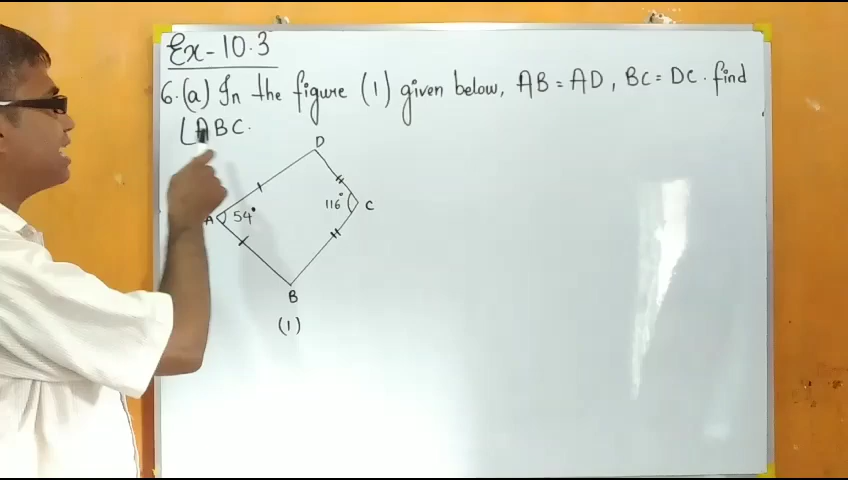 Ex-10.3
6.(a) In the figure (1) given below, AB = AD, BC = DC. find
∠ABC.
D
A 54° 116° C
B
(1)